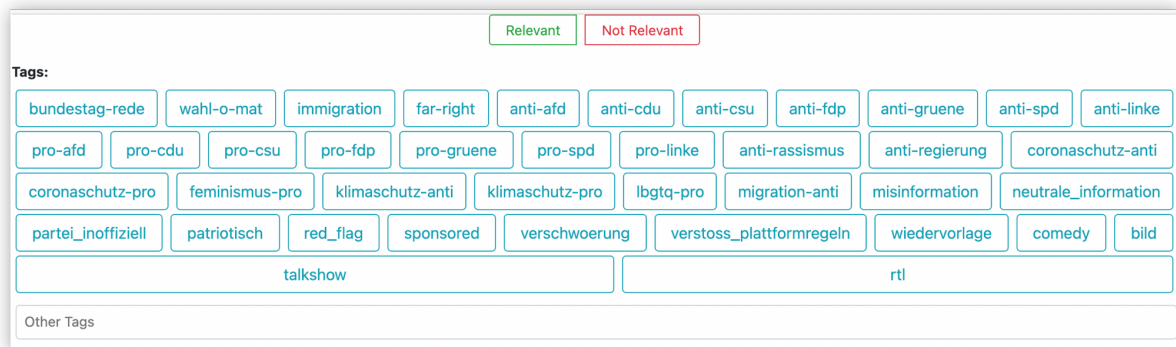 Relevant Not Relevant
Tags:
bundestag-rede wahl-o-mat immigration far-right anti-afd anti-cdu anti-csu anti-fdp anti-gruene anti-spd anti-linke
pro-afd pro-cdu pro-csu pro-fdp pro-gruene pro-spd pro-linke anti-rassismus anti-regierung coronaschutz-anti
coronaschutz-pro feminismus-pro klimaschutz-anti klimaschutz-pro lbgtq-pro migration-anti misinformation neutrale_information
partei_inoffiziell patriotisch red_flag sponsored verschwoerung verstoss_plattformregeln wiedervorlage comedy bild
talkshow rtl
Other Tags